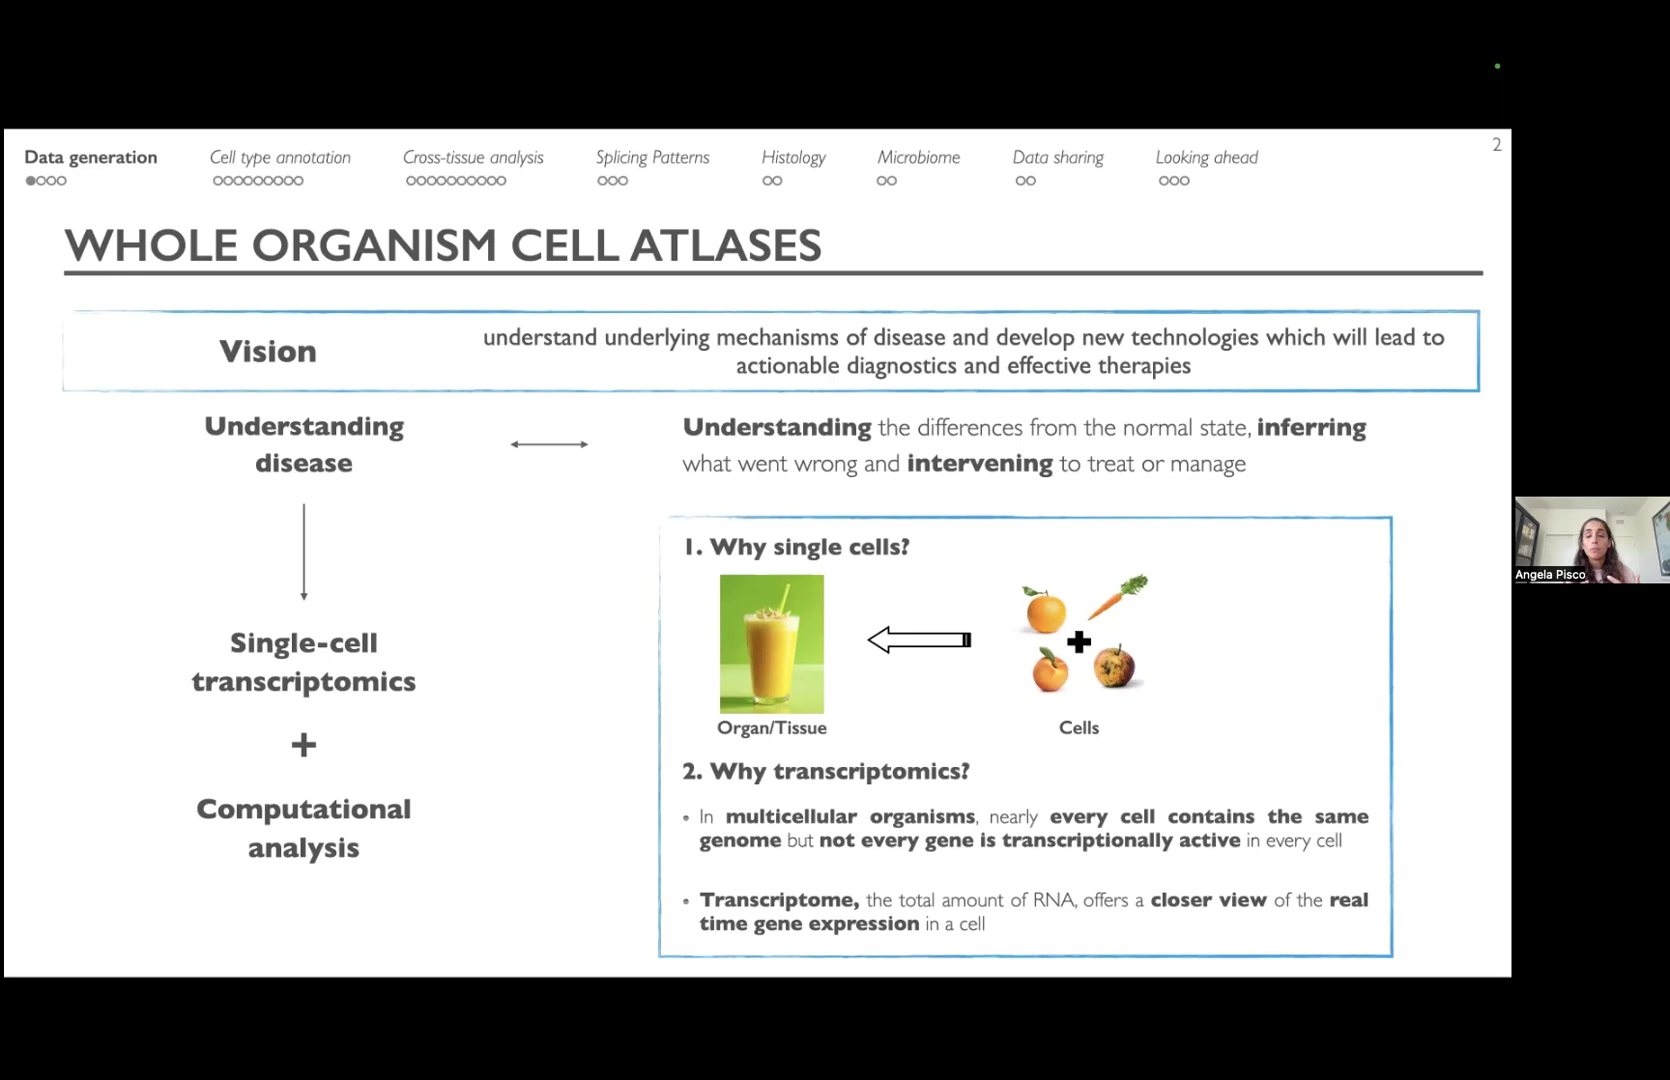 2
Data generation
Cell type annotation
Cross-tissue analysis
Splicing Patterns
Histology
Microbiome
Data sharing
Looking ahead
WHOLE ORGANISM CELL ATLASES
Vision
understand underlying mechanisms of disease and develop new technologies which will lead to
actionable diagnostics and effective therapies
Understanding
disease
Understanding the differences from the normal state, inferring
what went wrong and intervening to treat or manage
Single-cell
transcriptomics
+
Computational
analysis
1. Why single cells?
Organ/Tissue
Cells
2. Why transcriptomics?
• In multicellular organisms, nearly every cell contains the same
genome but not every gene is transcriptionally active in every cell
• Transcriptome, the total amount of RNA, offers a closer view of the real
time gene expression in a cell
Angela Pisco